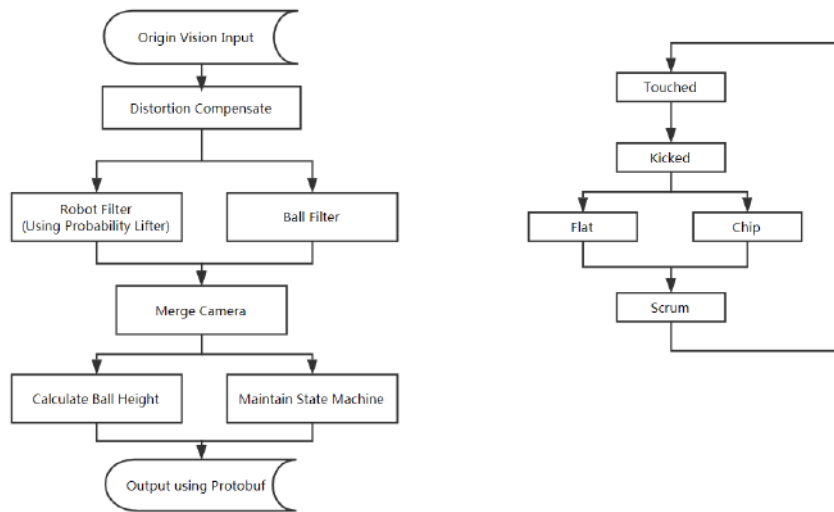 Origin Vision Input
Distortion Compensate
Robot Filter
(Using Probability Lifter)
Ball Filter
Merge Camera
Calculate Ball Height
Maintain State Machine
Output using Protobuf
Touched
Kicked
Flat
Chip
Scrum